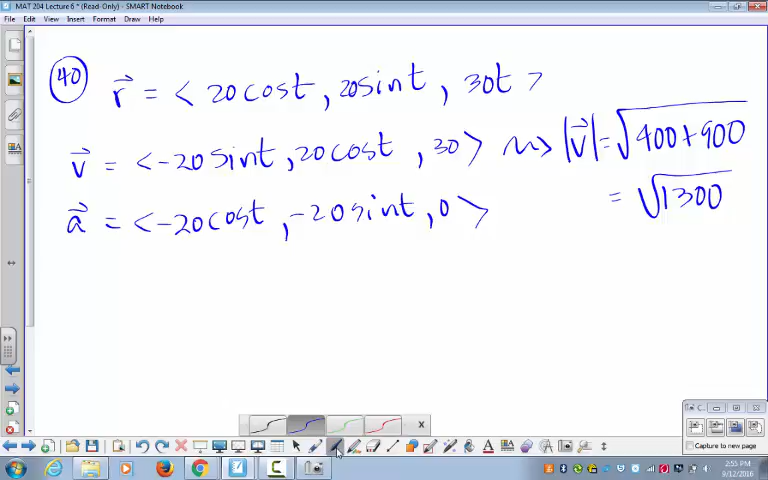 MAT 204 Lecture 6 * (Read-Only) - SMART Notebook
File Edit View Insert Format Draw Help
40 r⃗ = < 20cost, 20sint, 30t >
v⃗ = <-20sint, 20cost, 30> ⇝ |v⃗| = √400+900
= √1300
a⃗ = <-20cost, -20sint, 0>
Capture to new page
2:55 PM
9/12/2016